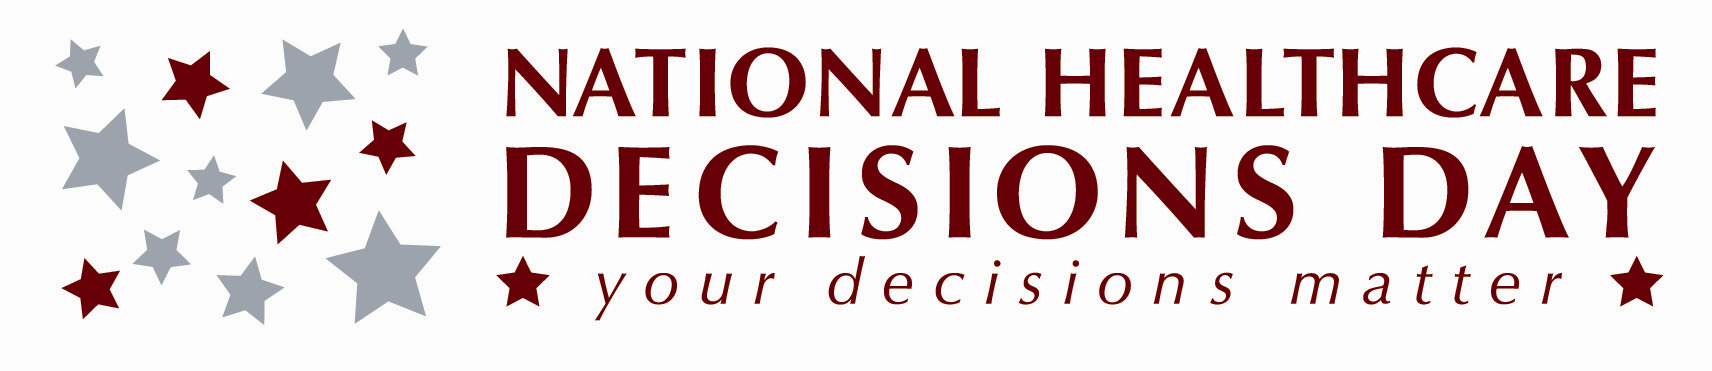 NATIONAL HEALTHCARE
DECISIONS DAY
your decisions matter